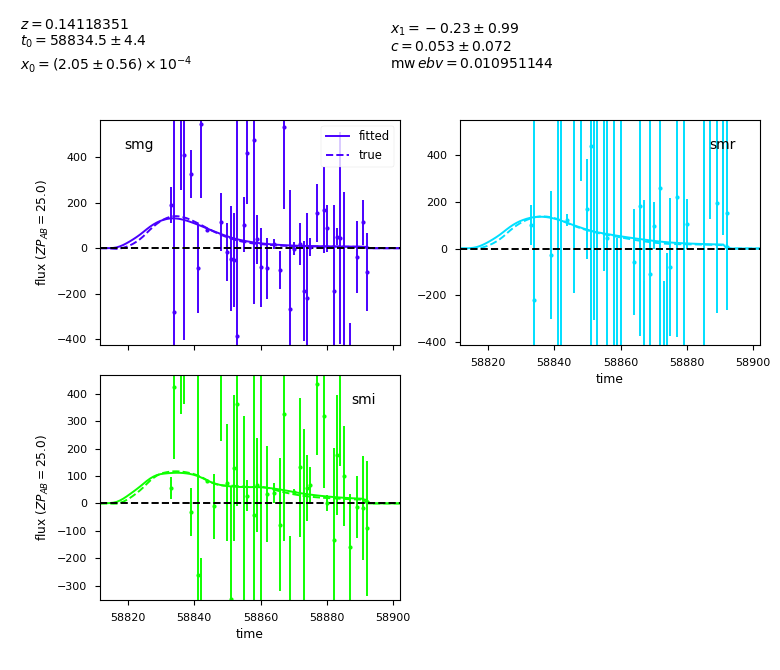 z = 0.14118351
t₀ = 58834.5 ± 4.4
x₀ = (2.05 ± 0.56) × 10⁻⁴
x₁ = −0.23 ± 0.99
c = 0.053 ± 0.072
mw ebv = 0.010951144
smg
fitted
true
400
200
0
−200
−400
flux (ZP_AB = 25.0)
smr
400
200
0
−200
−400
58820 58840 58860 58880 58900
time
smi
400
300
200
100
0
−100
−200
−300
flux (ZP_AB = 25.0)
58820 58840 58860 58880 58900
time